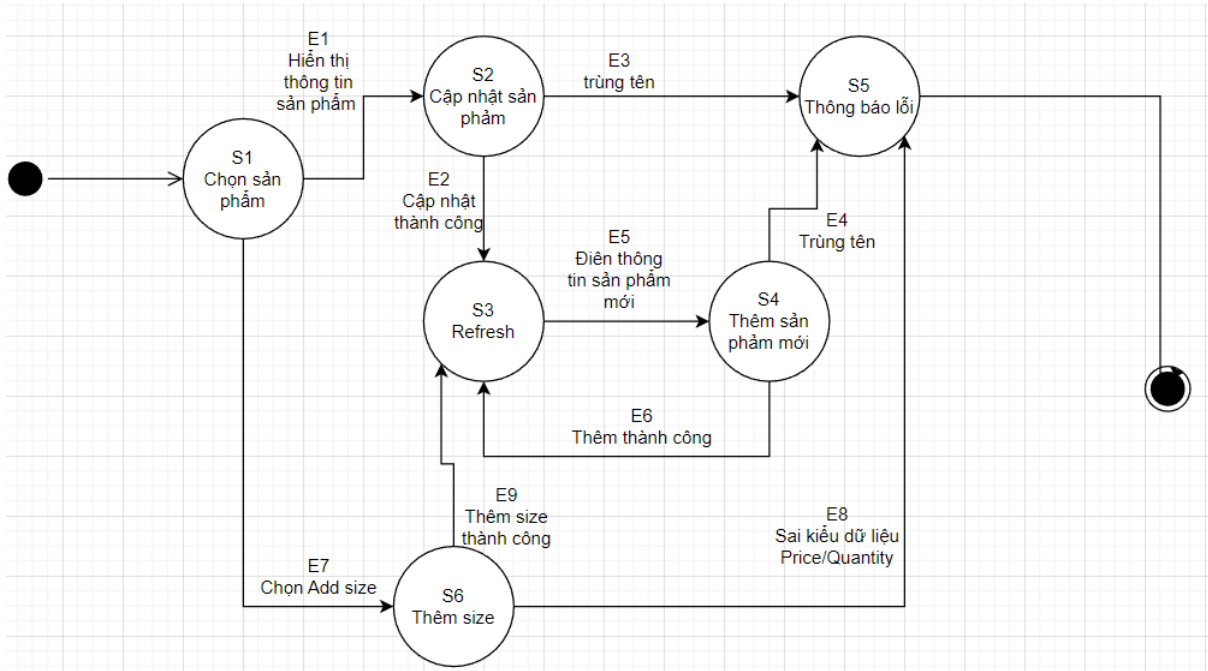 E1
Hiển thị
thông tin
sản phẩm
S2
Cập nhật sản
phảm
E3
trùng tên
S5
Thông báo lỗi
S1
Chọn sản
phẩm
E2
Cập nhật
thành công
E5
Điên thông
tin sản phẩm
mới
E4
Trùng tên
S3
Refresh
S4
Thêm sản
phảm mới
E6
Thêm thành công
E9
Thêm size
thành công
E8
Sai kiểu dữ liệu
Price/Quantity
E7
Chọn Add size
S6
Thêm size